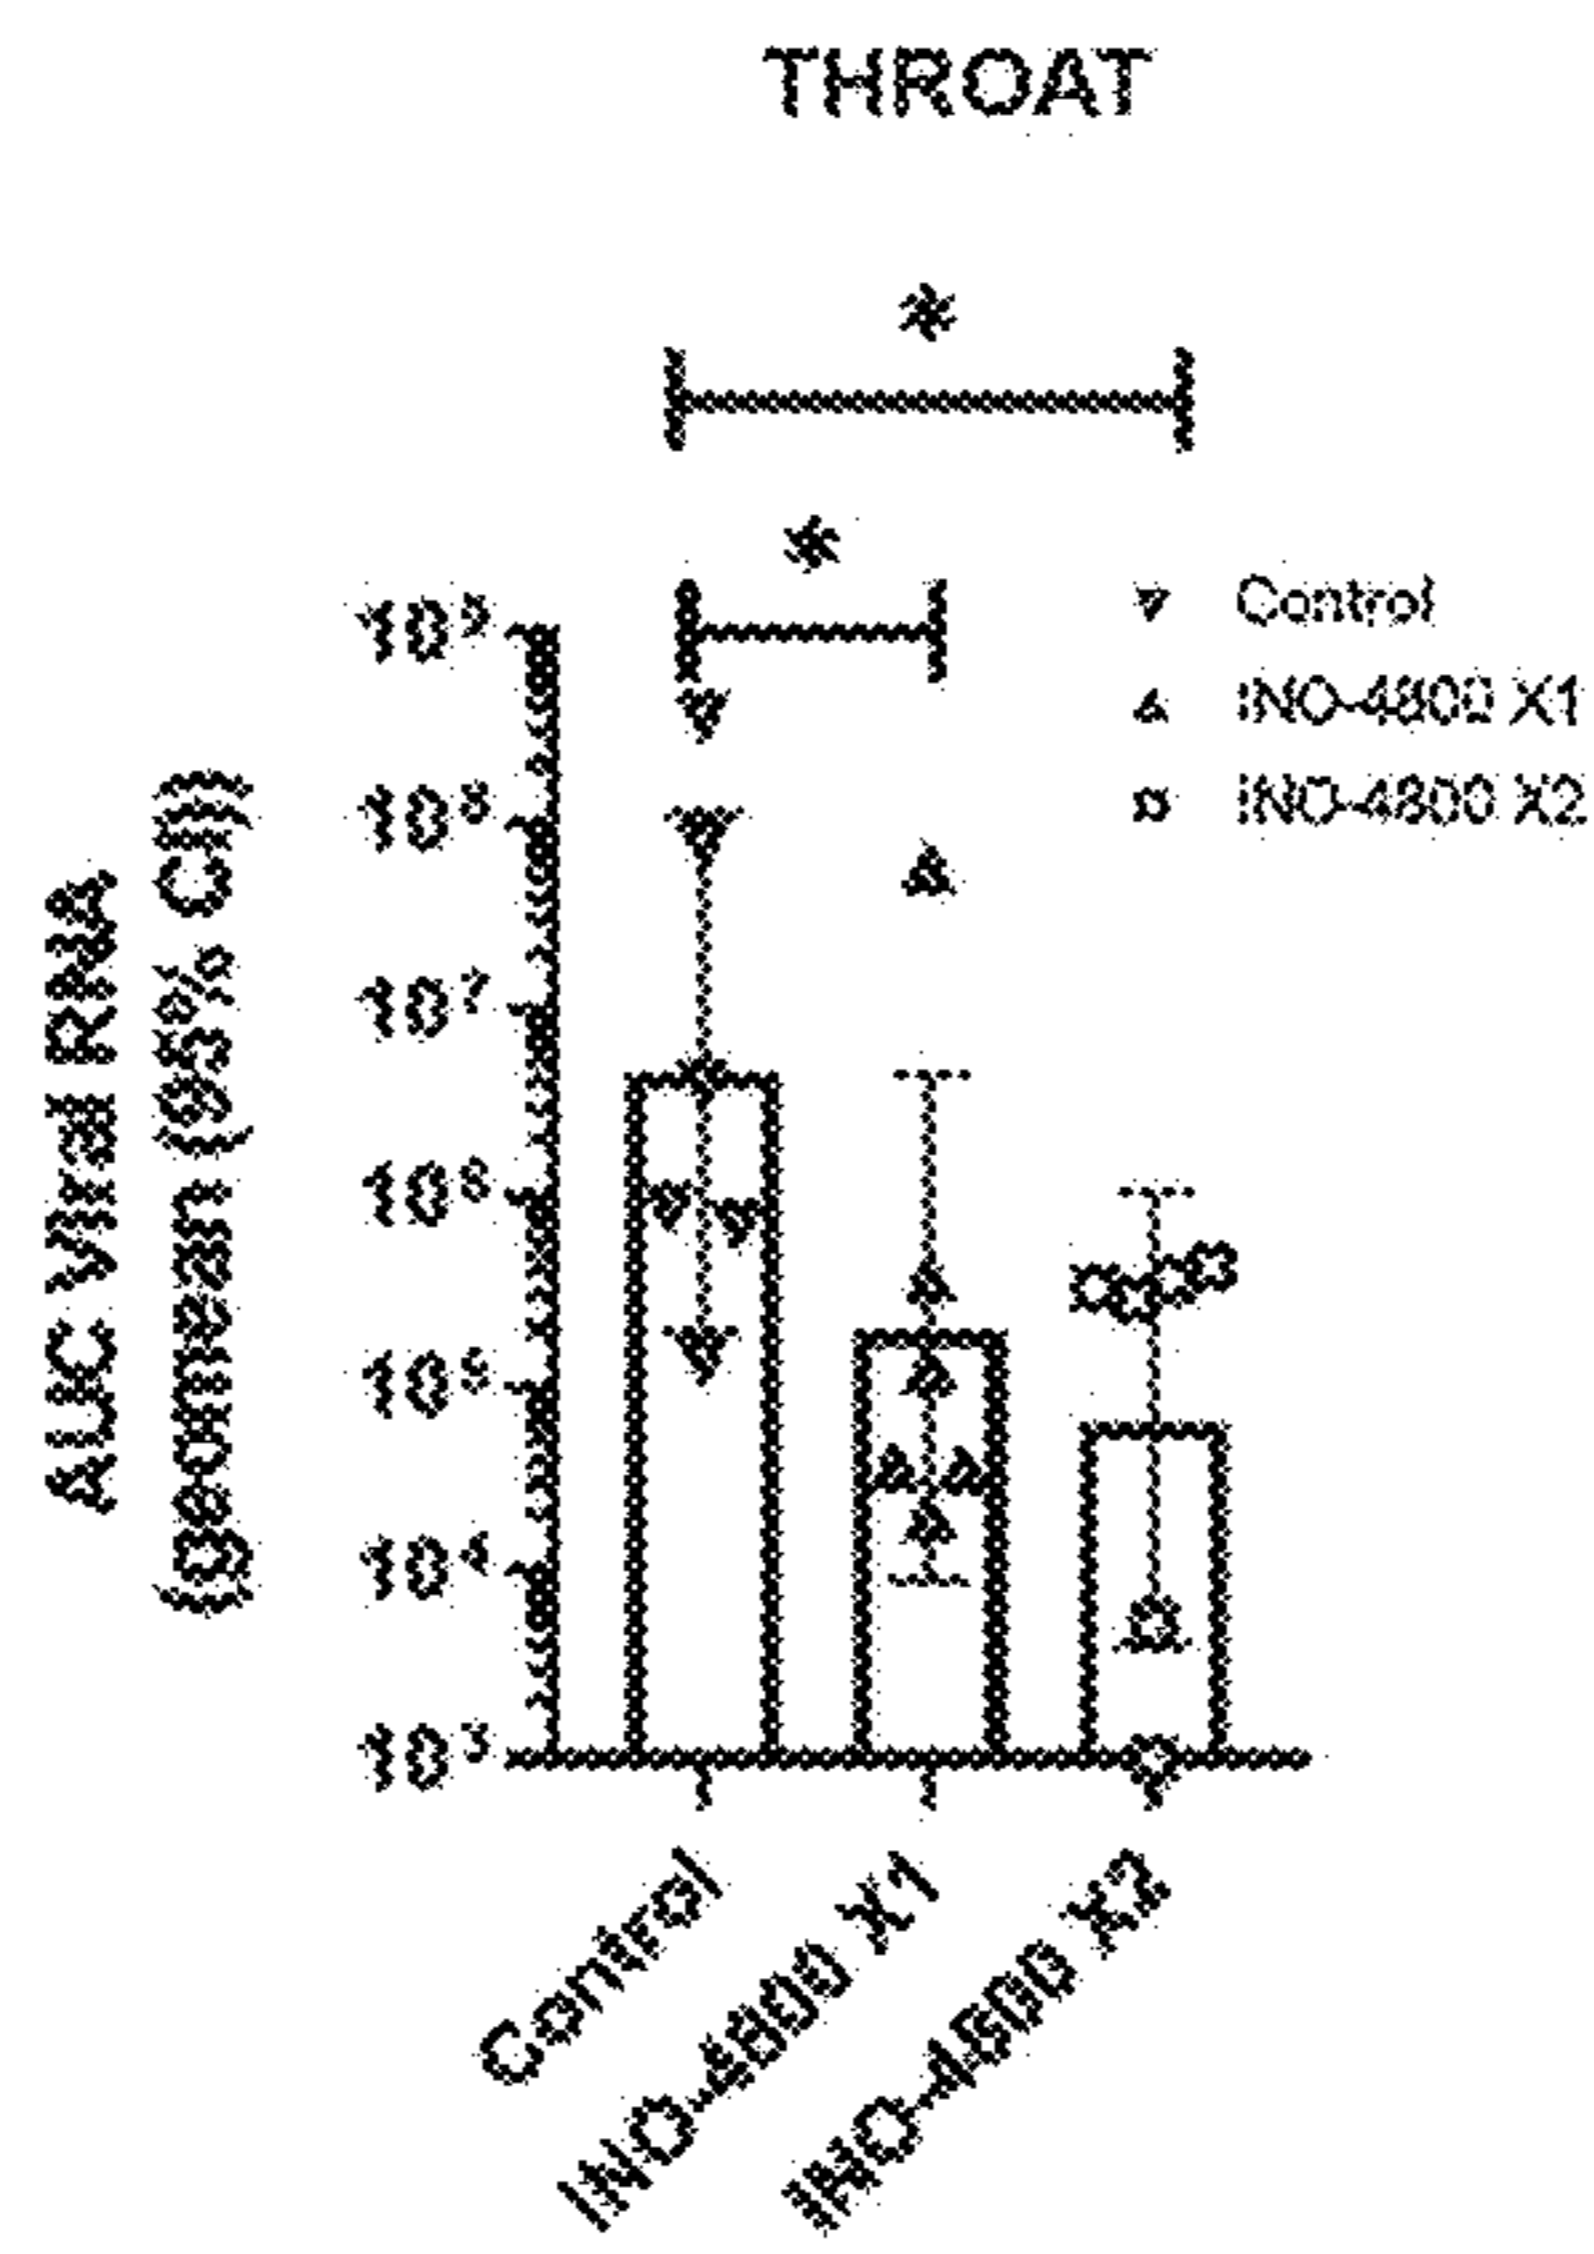 THROAT
*
*
Control
INO-4800 X1
INO-4800 X2
AUC Viral RNA
(geomean (95% CI))
10⁹
10⁸
10⁷
10⁶
10⁵
10⁴
10³
Control
INO-4800 X1
INO-4800 X2